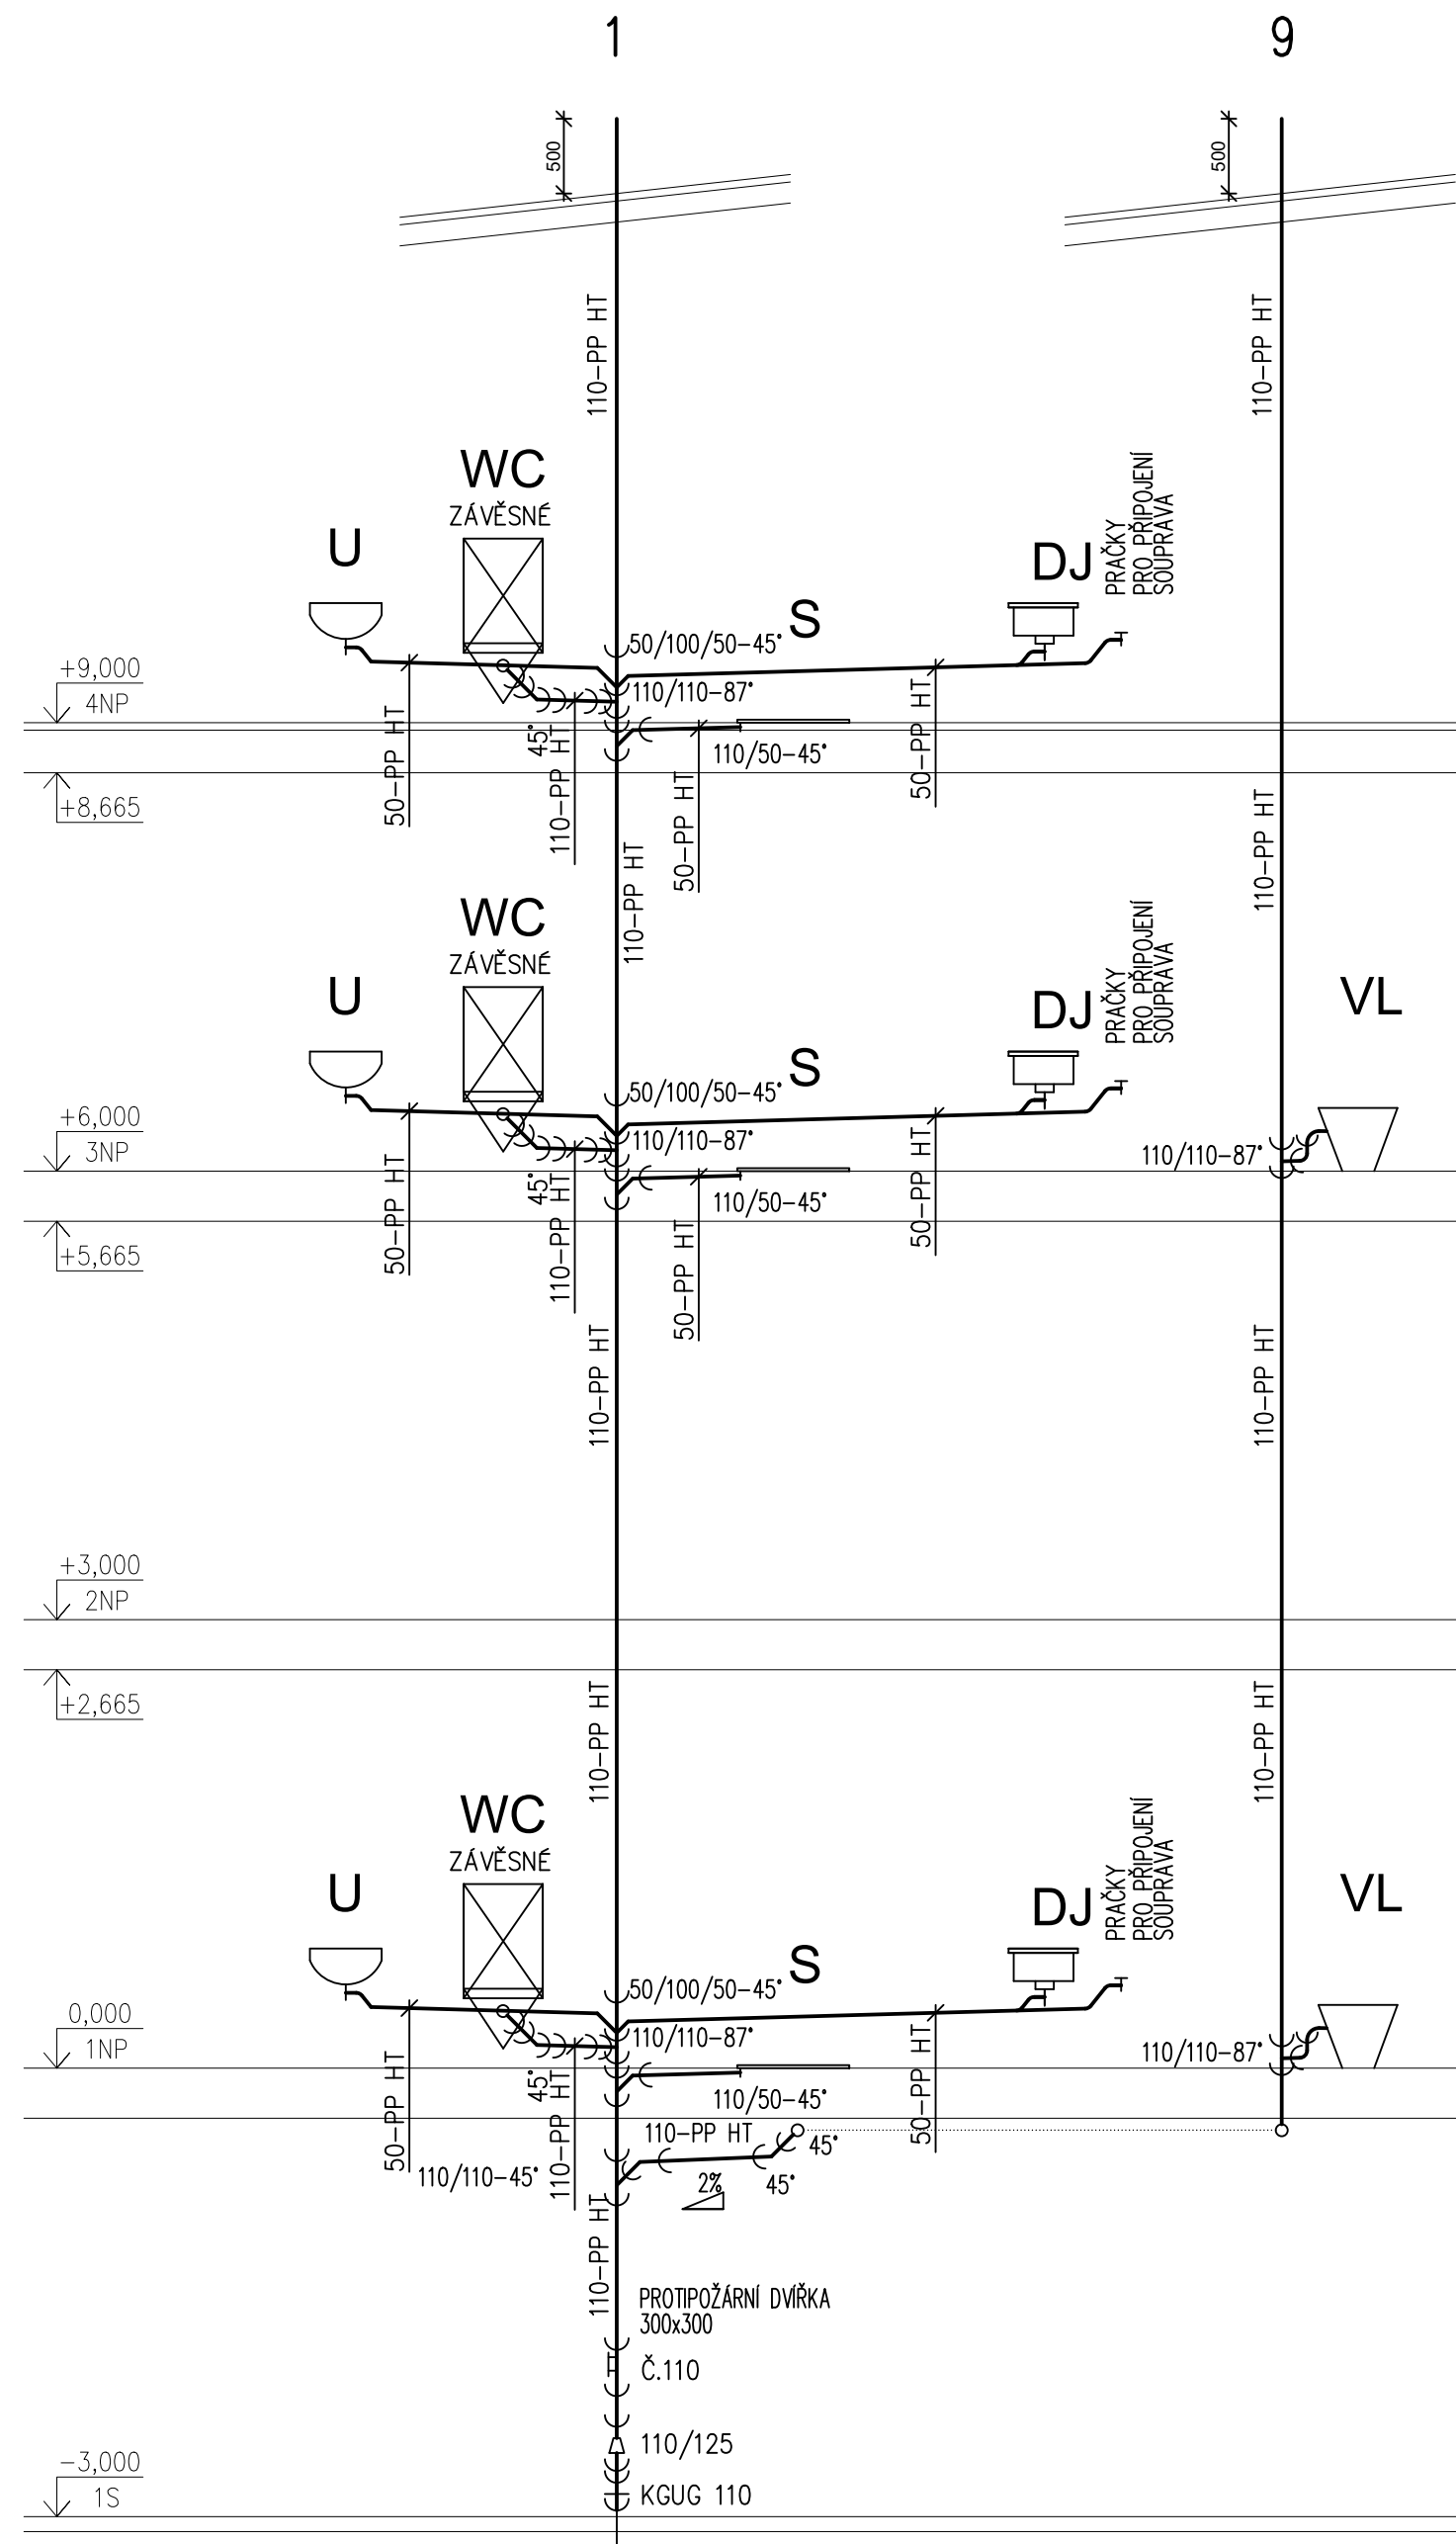 1
9
500
500
110-PP HT
110-PP HT
WC
ZÁVĚSNÉ
U
S
DJ
PRAČKY
PRO PŘIPOJENÍ
SOUPRAVA
50/100/50-45°
+9,000
4NP
110/110-87°
45°
110/50-45°
50-PP HT
110-PP HT
50-PP HT
50-PP HT
+8,665
110-PP HT
110-PP HT
WC
ZÁVĚSNÉ
U
S
DJ
PRAČKY
PRO PŘIPOJENÍ
SOUPRAVA
VL
50/100/50-45°
+6,000
3NP
110/110-87°
110/110-87°
45°
110/50-45°
50-PP HT
110-PP HT
50-PP HT
50-PP HT
+5,665
110-PP HT
110-PP HT
+3,000
2NP
+2,665
110-PP HT
110-PP HT
WC
ZÁVĚSNÉ
U
S
DJ
PRAČKY
PRO PŘIPOJENÍ
SOUPRAVA
VL
50/100/50-45°
0,000
1NP
110/110-87°
110/110-87°
45°
110/50-45°
50-PP HT
110-PP HT
50-PP HT
110-PP HT
45°
110/110-45°
2%
45°
110-PP HT
PROTIPOŽÁRNÍ DVÍŘKA
300x300
Č.110
110/125
-3,000
1S
KGUG 110